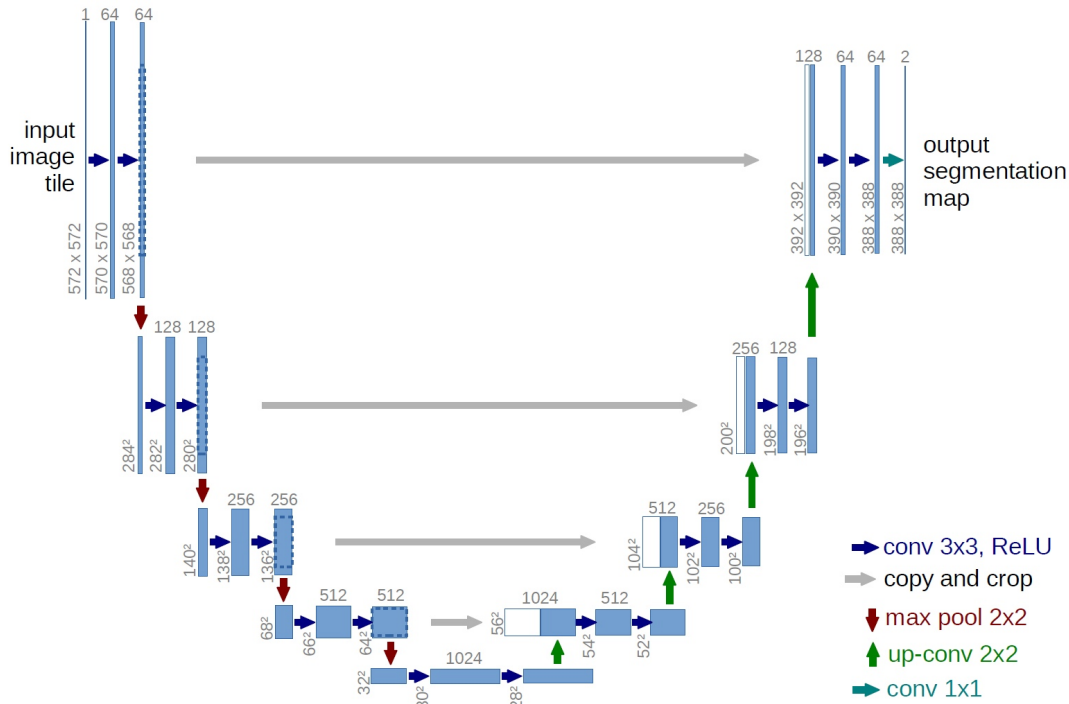 1 64 64
128 64 64 2
input
image
tile
output
segmentation
map
572 x 572
570 x 570
568 x 568
392 x 392
390 x 390
388 x 388
388 x 388
128 128
256 128
284²
282²
280²
200²
198²
196²
256 256
512 256
140²
138²
136²
104²
102²
100²
512 512
1024 512
68²
66²
64²
56²
54²
52²
1024
32²
30²
28²
conv 3x3, ReLU
copy and crop
max pool 2x2
up-conv 2x2
conv 1x1